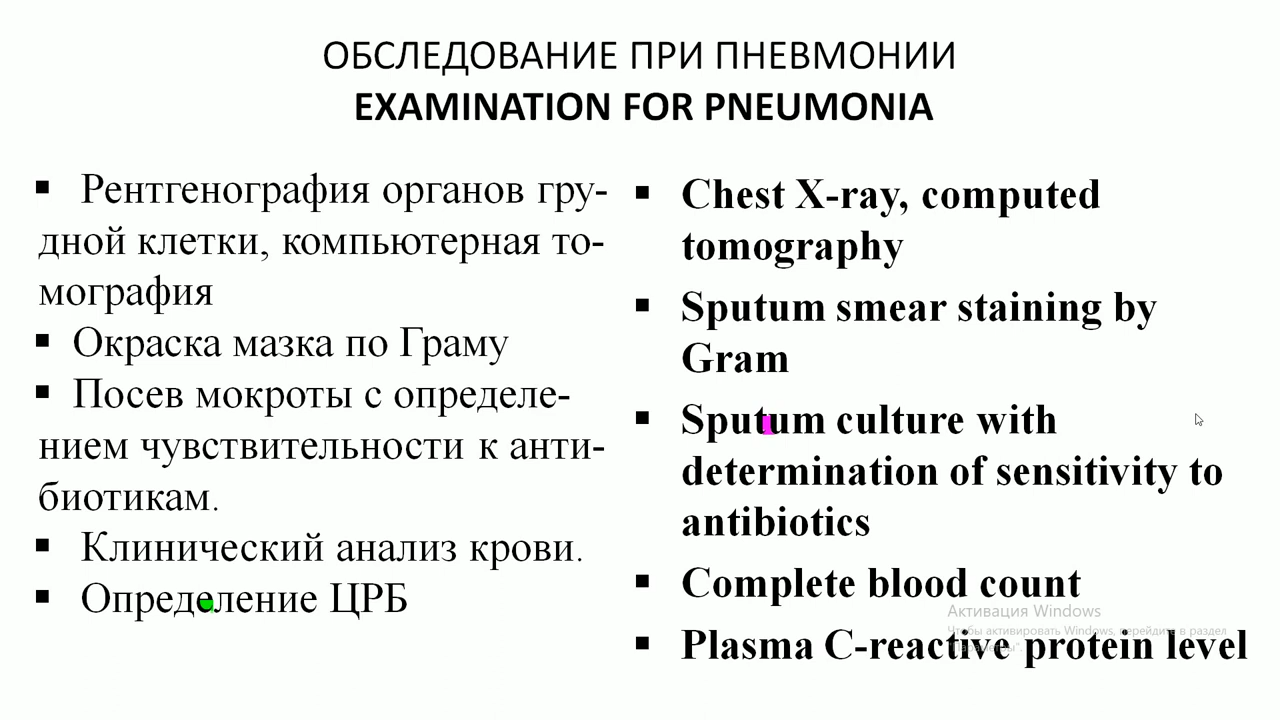 ОБСЛЕДОВАНИЕ ПРИ ПНЕВМОНИИ
EXAMINATION FOR PNEUMONIA
▪ Рентгенография органов гру-
дной клетки, компьютерная то-
мография
▪ Окраска мазка по Граму
▪ Посев мокроты с определе-
нием чувствительности к анти-
биотикам.
▪ Клинический анализ крови.
▪ Определение ЦРБ
▪ Chest X-ray, computed
tomography
▪ Sputum smear staining by
Gram
▪ Sputum culture with
determination of sensitivity to
antibiotics
▪ Complete blood count
▪ Plasma C-reactive protein level
Активация Windows
Чтобы активировать Windows, перейдите в раздел
"Параметры".